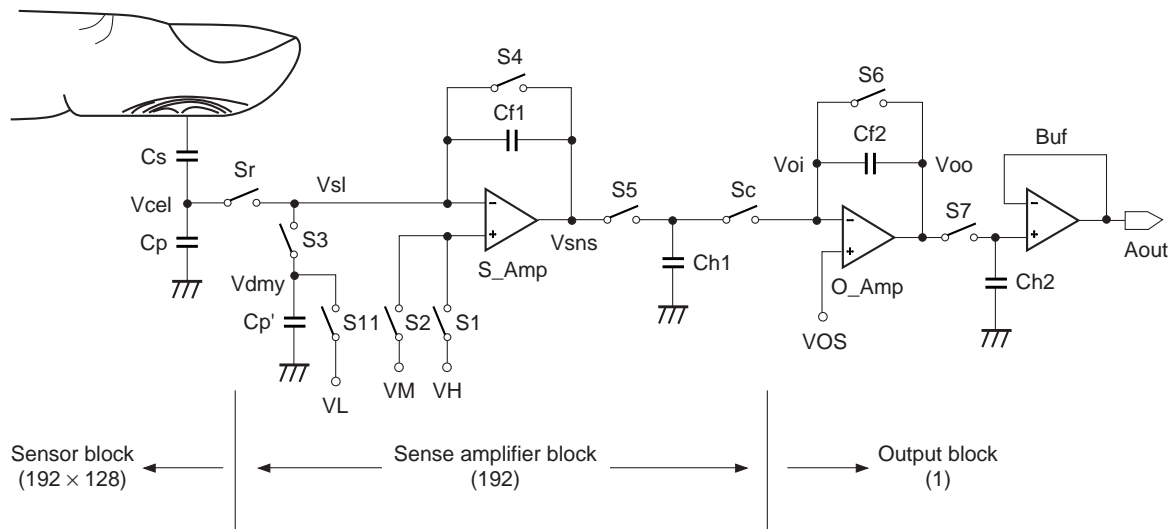 S4
S6
Cf1
Cf2
Buf
Cs
Sr
Vsl
Voi
Voo
Vcel
S5
Sc
S7
Cp
S3
Vsns
Aout
S_Amp
Ch1
O_Amp
Ch2
Vdmy
Cp'
S11
S2
S1
VOS
VL
VM
VH
Sensor block
(192 × 128)
Sense amplifier block
(192)
Output block
(1)